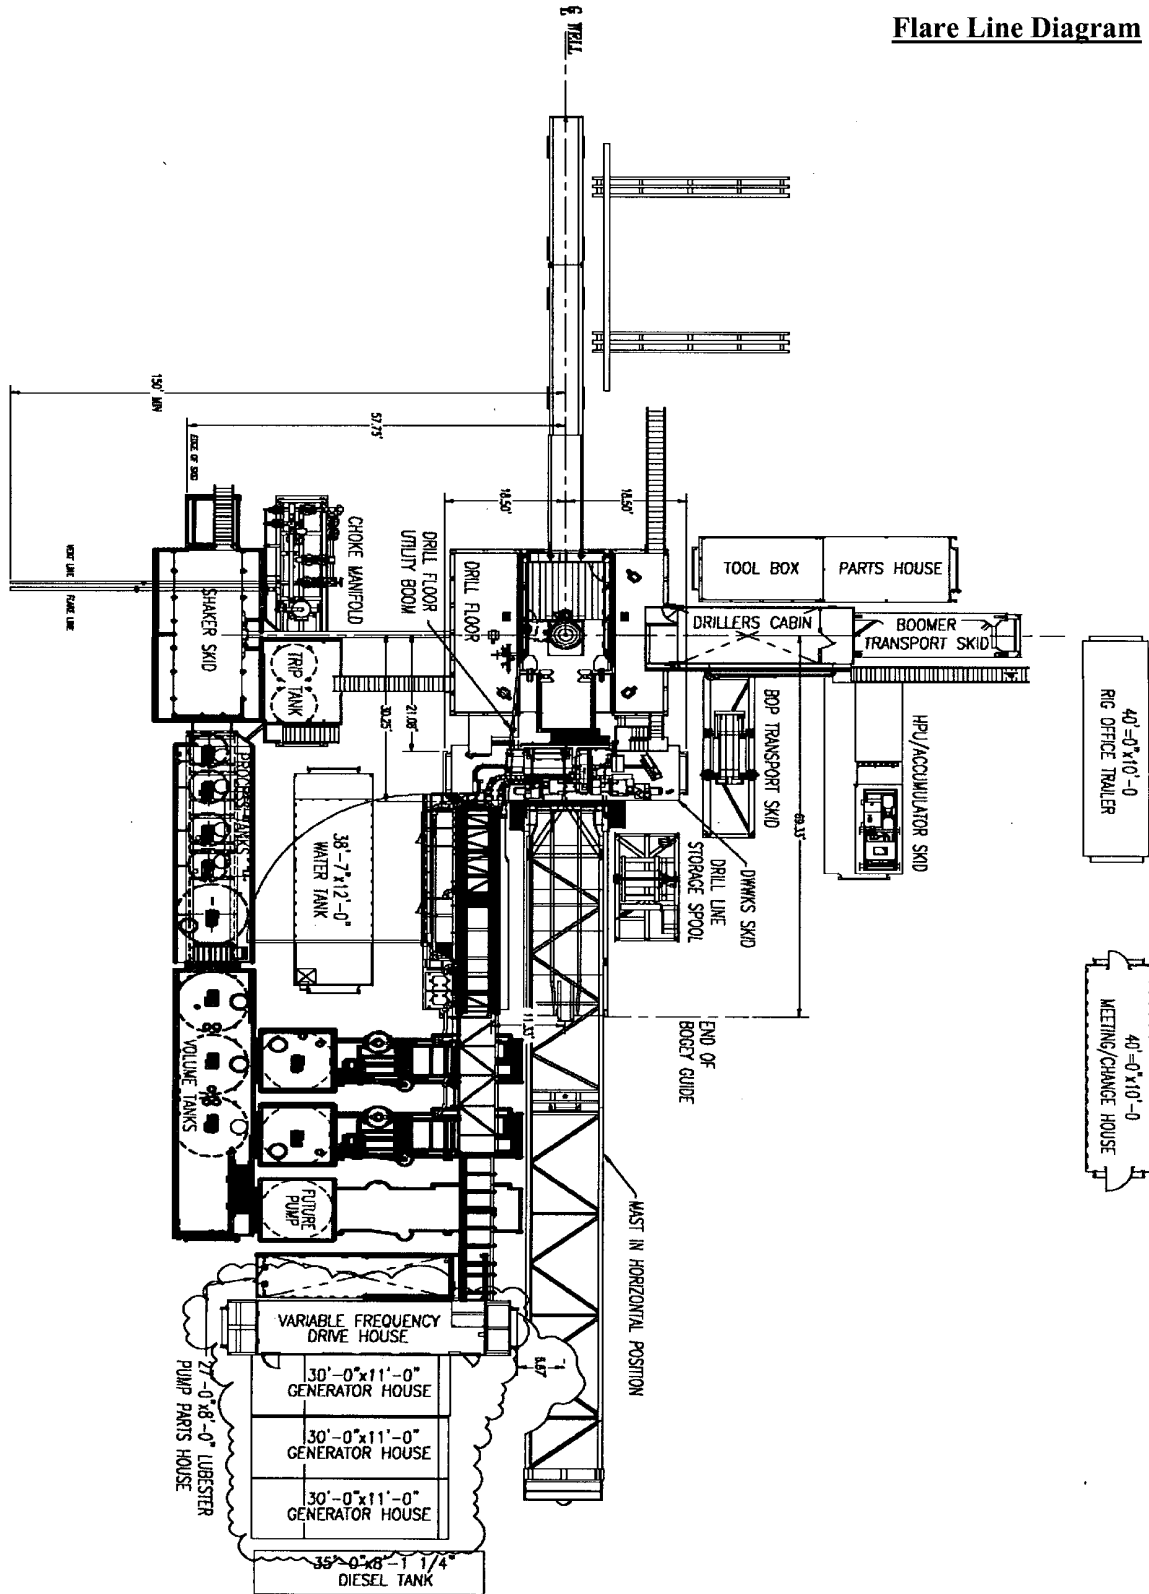 Flare Line Diagram
℄ WELL
150' MIN
57.75'
EDGE OF SKID
18.50'
18.50'
VENT LINE
FLARE LINE
CHOKE MANIFOLD
SHAKER SKID
TRIP TANK
DRILL FLOOR
UTILITY BOOM
DRILL FLOOR
TOOL BOX
PARTS HOUSE
DRILLERS CABIN
BOOMER
TRANSPORT SKID
30.25'
21.08'
BOP TRANSPORT SKID
HPU/ACCUMULATOR SKID
40'=0"x10'-0
RIG OFFICE TRAILER
PROCESS TANKS
38'-7"x12'-0"
WATER TANK
69.33'
DWWKS SKID
DRILL LINE
STORAGE SPOOL
END OF
BOGEY GUIDE
11.33'
40'=0"x10'-0
MEETING/CHANGE HOUSE
VOLUME TANKS
FUTURE
PUMP
MAST IN HORIZONTAL POSITION
VARIABLE FREQUENCY
DRIVE HOUSE
6.67'
27'-0"x8'-0" LUBESTER
PUMP PARTS HOUSE
30'-0"x11'-0"
GENERATOR HOUSE
30'-0"x11'-0"
GENERATOR HOUSE
30'-0"x11'-0"
GENERATOR HOUSE
35'-0"x8'-1 1/4"
DIESEL TANK